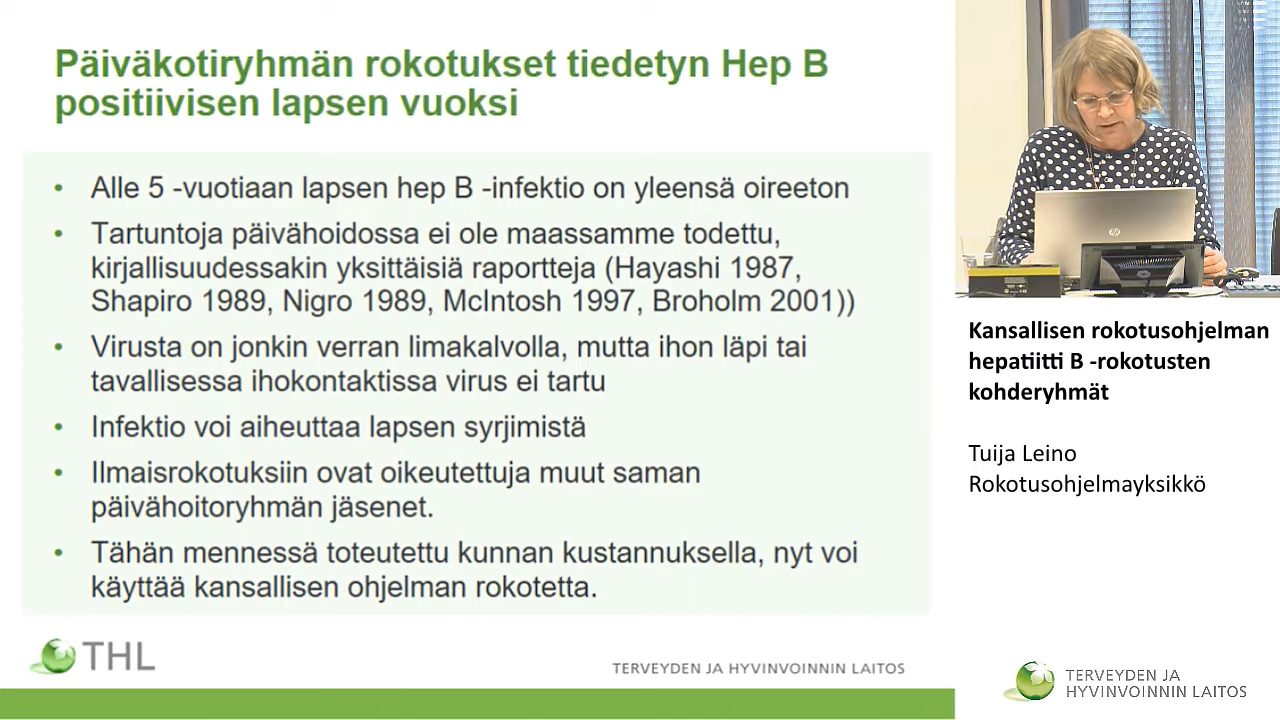 Päiväkotiryhmän rokotukset tiedetyn Hep B
positiivisen lapsen vuoksi
• Alle 5 -vuotiaan lapsen hep B -infektio on yleensä oireeton
• Tartuntoja päivähoidossa ei ole maassamme todettu,
kirjallisuudessakin yksittäisiä raportteja (Hayashi 1987,
Shapiro 1989, Nigro 1989, McIntosh 1997, Broholm 2001))
• Virusta on jonkin verran limakalvolla, mutta ihon läpi tai
tavallisessa ihokontaktissa virus ei tartu
• Infektio voi aiheuttaa lapsen syrjimistä
• Ilmaisrokotuksiin ovat oikeutettuja muut saman
päivähoitoryhmän jäsenet.
• Tähän mennessä toteutettu kunnan kustannuksella, nyt voi
käyttää kansallisen ohjelman rokotetta.
THL
TERVEYDEN JA HYVINVOINNIN LAITOS
hp
Kansallisen rokotusohjelman
hepatiitti B -rokotusten
kohderyhmät
Tuija Leino
Rokotusohjelmayksikkö
TERVEYDEN JA
HYVINVOINNIN LAITOS